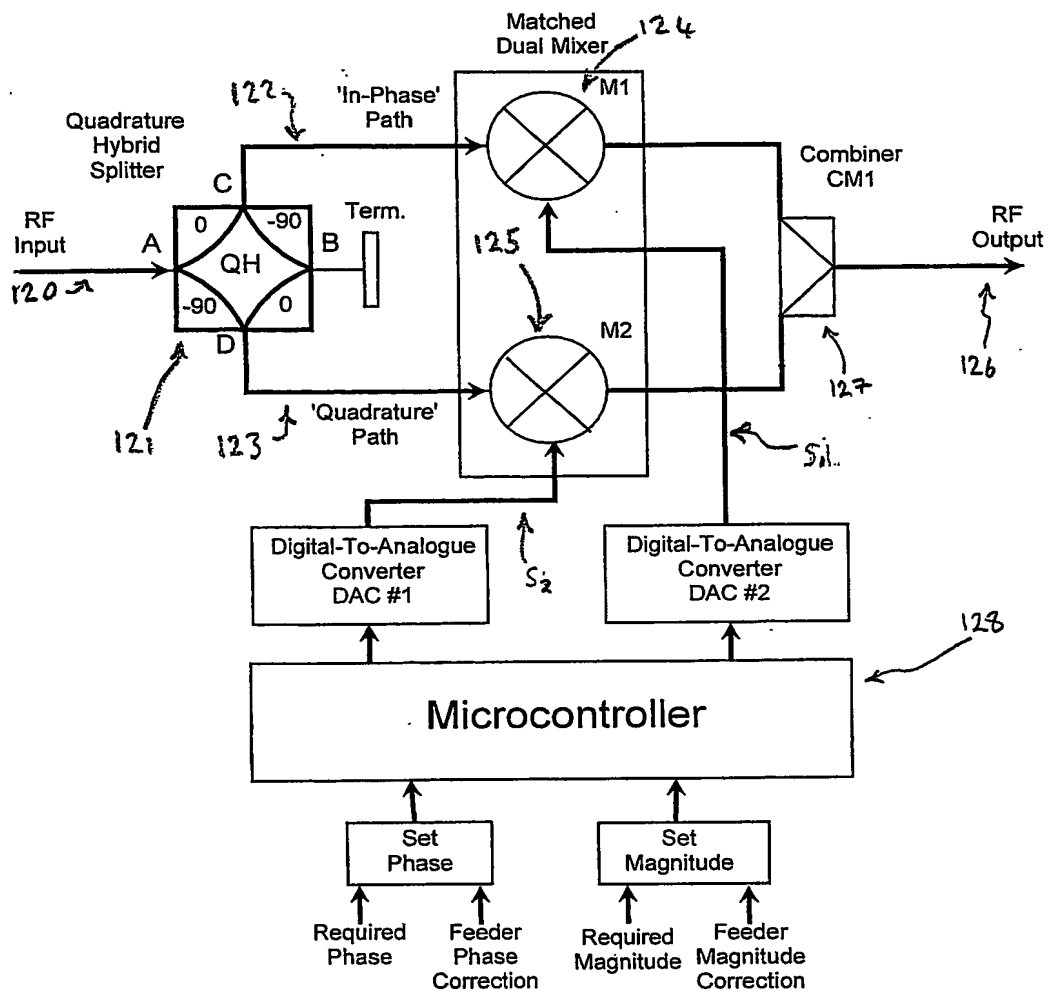 Matched
Dual Mixer
124
M1
122
'In-Phase'
Path
Quadrature
Hybrid
Splitter
C
Combiner
CM1
RF
Input
A
0
-90
B
Term.
QH
125
RF
Output
120
-90
0
D
M2
126
127
121
123
'Quadrature'
Path
S1
Digital-To-Analogue
Converter
DAC #1
S2
Digital-To-Analogue
Converter
DAC #2
128
Microcontroller
Set
Phase
Set
Magnitude
Required
Phase
Feeder
Phase
Correction
Required
Magnitude
Feeder
Magnitude
Correction